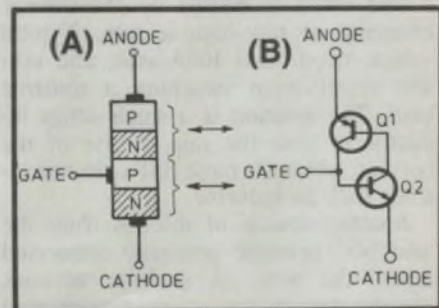 (A)
ANODE
P
N
P
N
GATE
CATHODE
(B)
ANODE
Q1
GATE
Q2
CATHODE